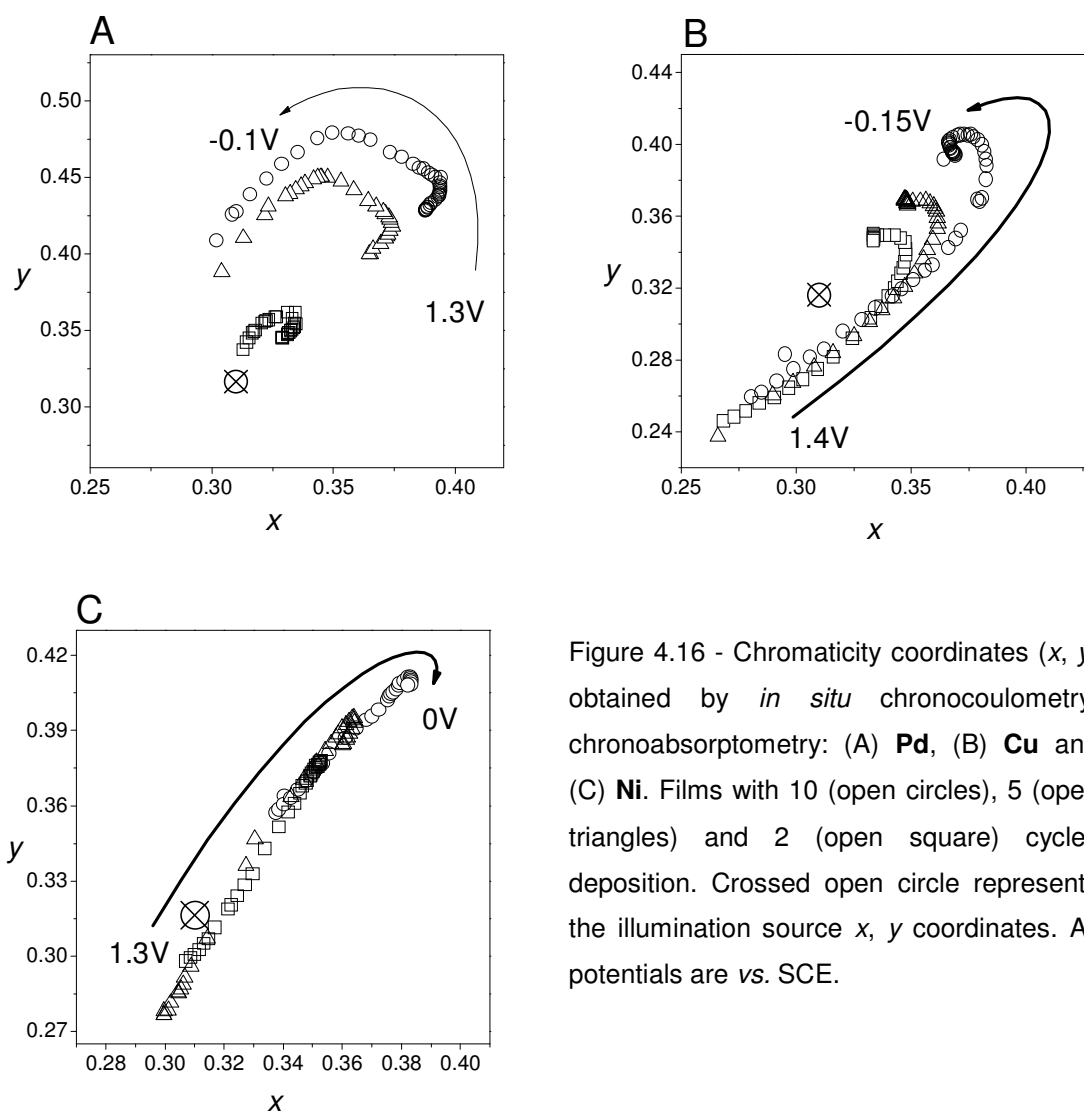 A
0.50
0.45
0.40
0.35
0.30
y
-0.1V
1.3V
0.25 0.30 0.35 0.40
x
B
0.44
0.40
0.36
0.32
0.28
0.24
y
-0.15V
1.4V
0.25 0.30 0.35 0.40
x
C
0.42
0.39
0.36
0.33
0.30
0.27
y
0V
1.3V
0.28 0.30 0.32 0.34 0.36 0.38 0.40
x
Figure 4.16 - Chromaticity coordinates (x, y
obtained by in situ chronocoulometry
chronoabsorptometry: (A) Pd, (B) Cu an
(C) Ni. Films with 10 (open circles), 5 (ope
triangles) and 2 (open square) cycle
deposition. Crossed open circle represent
the illumination source x, y coordinates. A
potentials are vs. SCE.